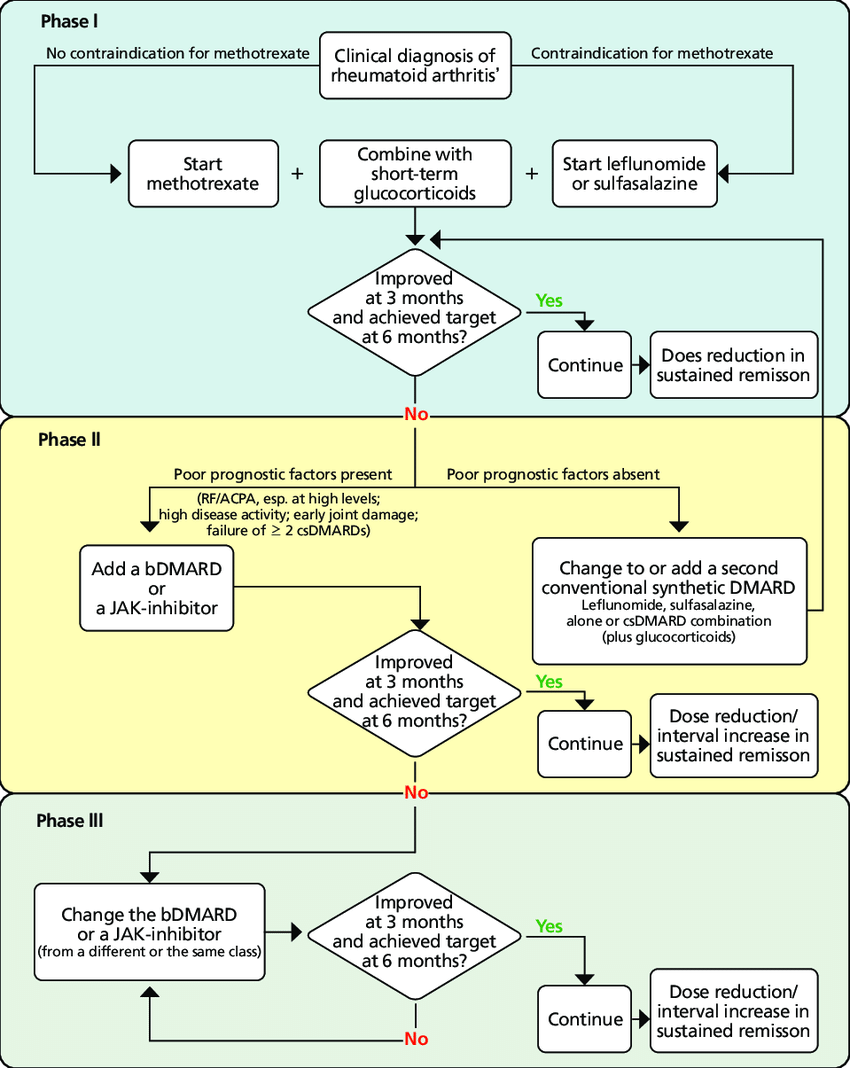 Phase I
No contraindication for methotrexate
Clinical diagnosis of
rheumatoid arthritis’
Contraindication for methotrexate
Start
methotrexate
+
Combine with
short-term
glucocorticoids
+
Start leflunomide
or sulfasalazine
Improved
at 3 months
and achieved target
at 6 months?
Yes
Continue
Does reduction in
sustained remisson
No
Phase II
Poor prognostic factors present
(RF/ACPA, esp. at high levels;
high disease activity; early joint damage;
failure of ≥ 2 csDMARDs)
Poor prognostic factors absent
Add a bDMARD
or
a JAK-inhibitor
Change to or add a second
conventional synthetic DMARD
Leflunomide, sulfasalazine,
alone or csDMARD combination
(plus glucocorticoids)
Improved
at 3 months
and achieved target
at 6 months?
Yes
Continue
Dose reduction/
interval increase in
sustained remisson
No
Phase III
Change the bDMARD
or a JAK-inhibitor
(from a different or the same class)
Improved
at 3 months
and achieved target
at 6 months?
Yes
Continue
Dose reduction/
interval increase in
sustained remisson
No